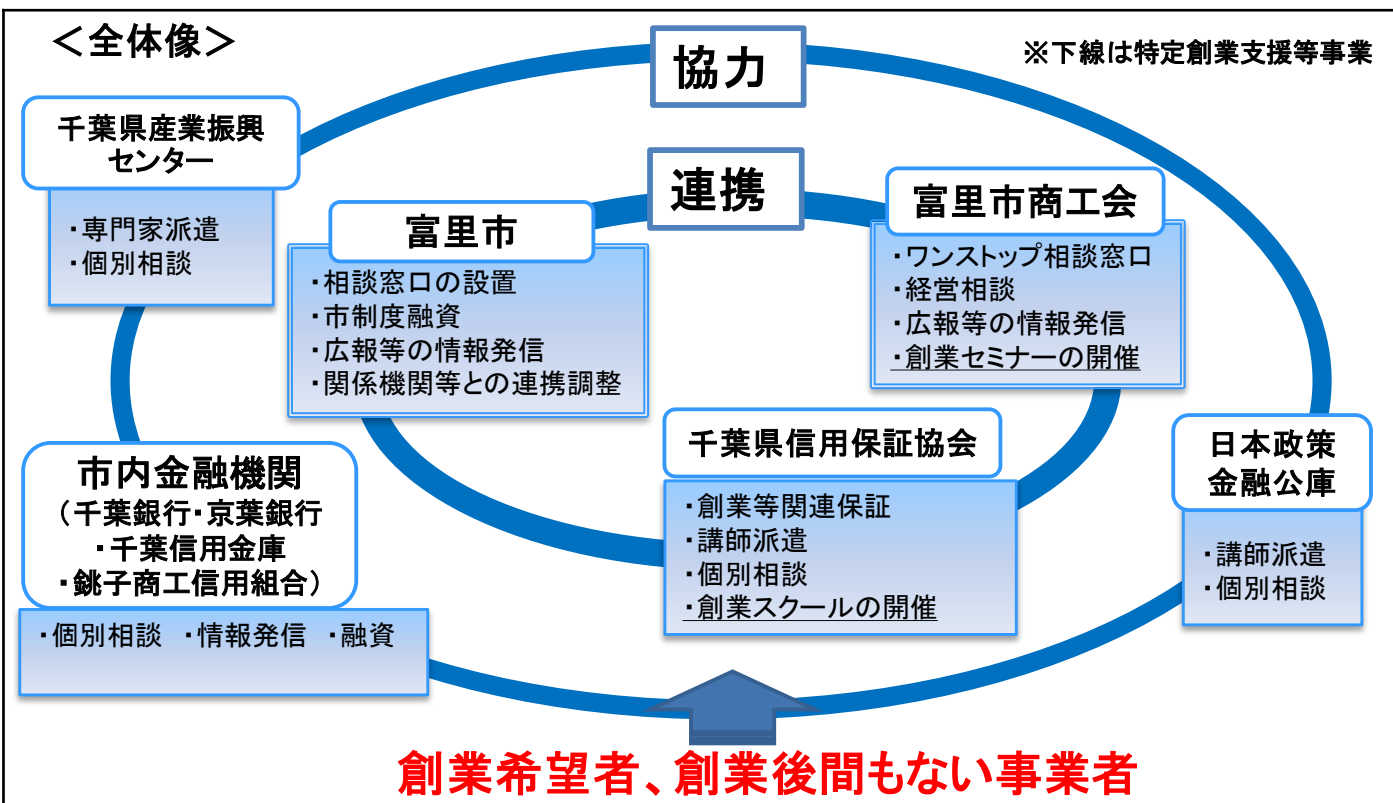 ＜全体像＞
協力
※下線は特定創業支援等事業
千葉県産業振興
センター
・専門家派遣
・個別相談
連携
富里市
・相談窓口の設置
・市制度融資
・広報等の情報発信
・関係機関等との連携調整
富里市商工会
・ワンストップ相談窓口
・経営相談
・広報等の情報発信
・創業セミナーの開催
千葉県信用保証協会
・創業等関連保証
・講師派遣
・個別相談
・創業スクールの開催
日本政策
金融公庫
・講師派遣
・個別相談
市内金融機関
（千葉銀行・京葉銀行
・千葉信用金庫
・銚子商工信用組合）
・個別相談 ・情報発信 ・融資
創業希望者、創業後間もない事業者